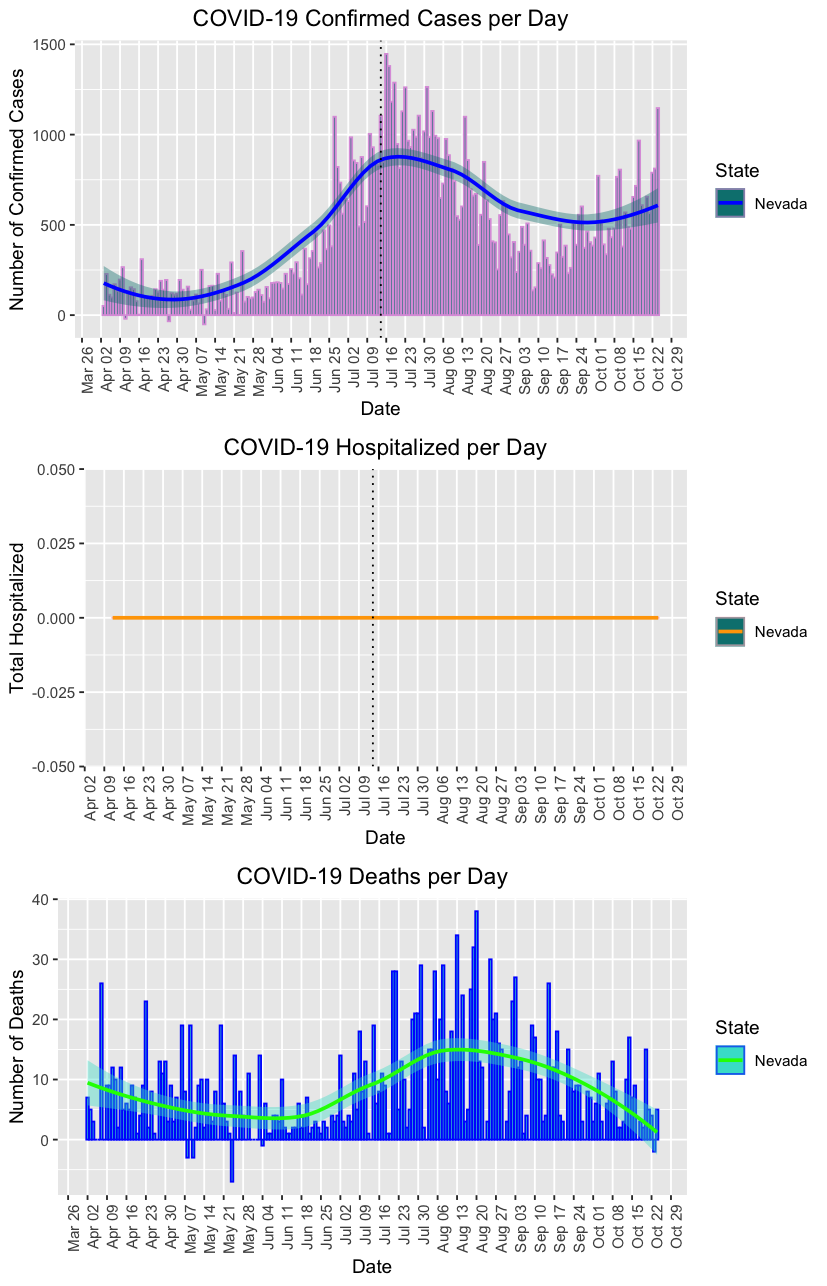 COVID-19 Confirmed Cases per Day
Number of Confirmed Cases
1500
1000
500
0
Mar 26
Apr 02
Apr 09
Apr 16
Apr 23
Apr 30
May 07
May 14
May 21
May 28
Jun 04
Jun 11
Jun 18
Jun 25
Jul 02
Jul 09
Jul 16
Jul 23
Jul 30
Aug 06
Aug 13
Aug 20
Aug 27
Sep 03
Sep 10
Sep 17
Sep 24
Oct 01
Oct 08
Oct 15
Oct 22
Oct 29
Date
State
Nevada
COVID-19 Hospitalized per Day
Total Hospitalized
0.050
0.025
0.000
-0.025
-0.050
Apr 02
Apr 09
Apr 16
Apr 23
Apr 30
May 07
May 14
May 21
May 28
Jun 04
Jun 11
Jun 18
Jun 25
Jul 02
Jul 09
Jul 16
Jul 23
Jul 30
Aug 06
Aug 13
Aug 20
Aug 27
Sep 03
Sep 10
Sep 17
Sep 24
Oct 01
Oct 08
Oct 15
Oct 22
Oct 29
Date
State
Nevada
COVID-19 Deaths per Day
Number of Deaths
40
30
20
10
0
Mar 26
Apr 02
Apr 09
Apr 16
Apr 23
Apr 30
May 07
May 14
May 21
May 28
Jun 04
Jun 11
Jun 18
Jun 25
Jul 02
Jul 09
Jul 16
Jul 23
Jul 30
Aug 06
Aug 13
Aug 20
Aug 27
Sep 03
Sep 10
Sep 17
Sep 24
Oct 01
Oct 08
Oct 15
Oct 22
Oct 29
Date
State
Nevada